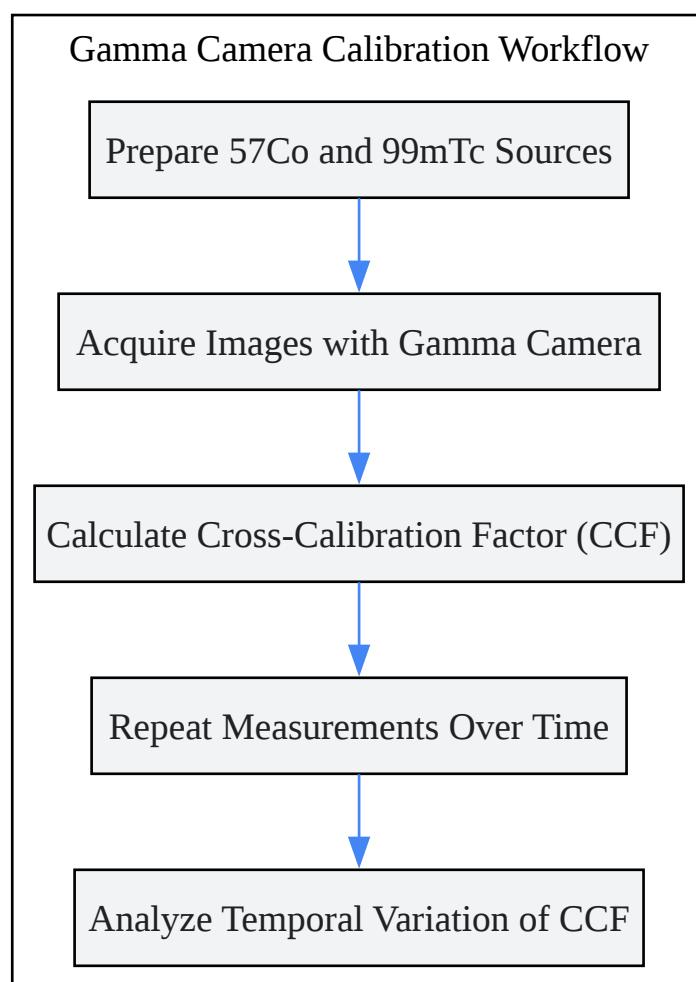 Gamma Camera Calibration Workflow
Prepare 57Co and 99mTc Sources
Acquire Images with Gamma Camera
Calculate Cross-Calibration Factor (CCF)
Repeat Measurements Over Time
Analyze Temporal Variation of CCF